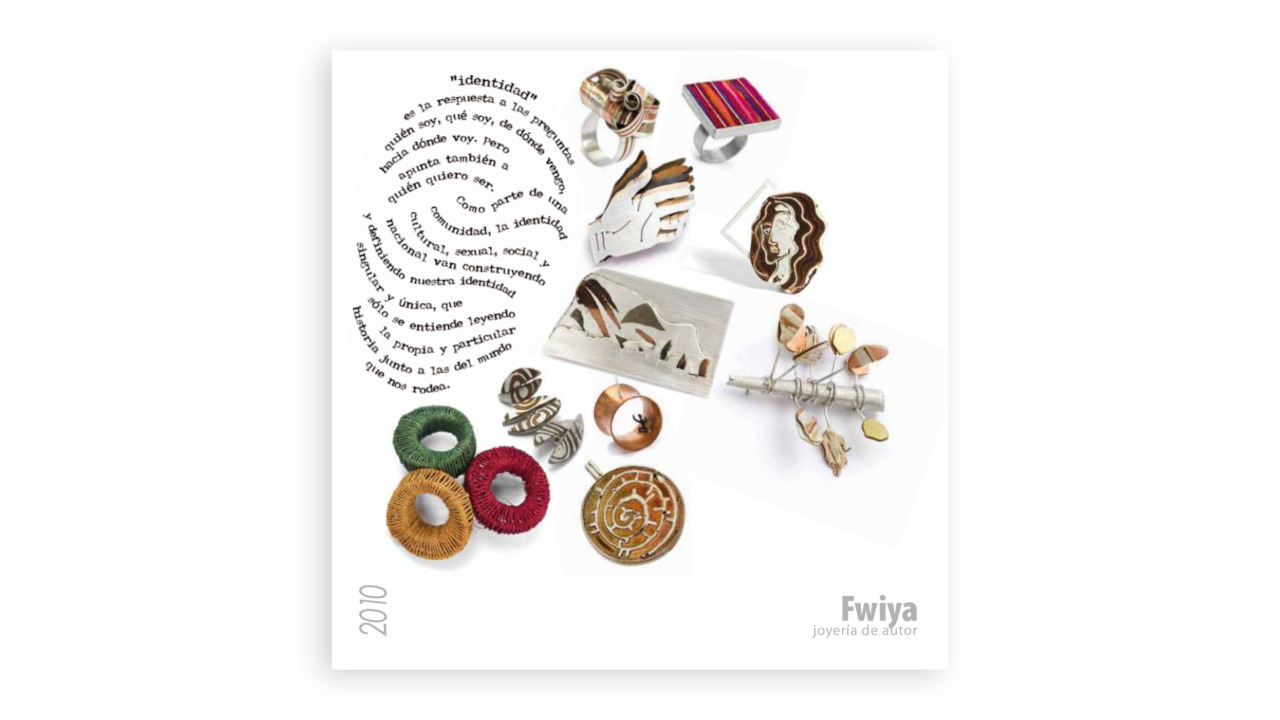 "identidad"
es la respuesta a las preguntas
quién soy, qué soy, de dónde vengo,
hacia dónde voy. Pero
apunta también a
quién quiero ser.
Como parte de una
comunidad, la identidad
cultural, sexual, social y
nacional van construyendo
y definiendo nuestra identidad
singular y única, que
sólo se entiende leyendo
la propia y particular
historia junto a las del mundo
que nos rodea.
2010
Fwiya
joyería de autor